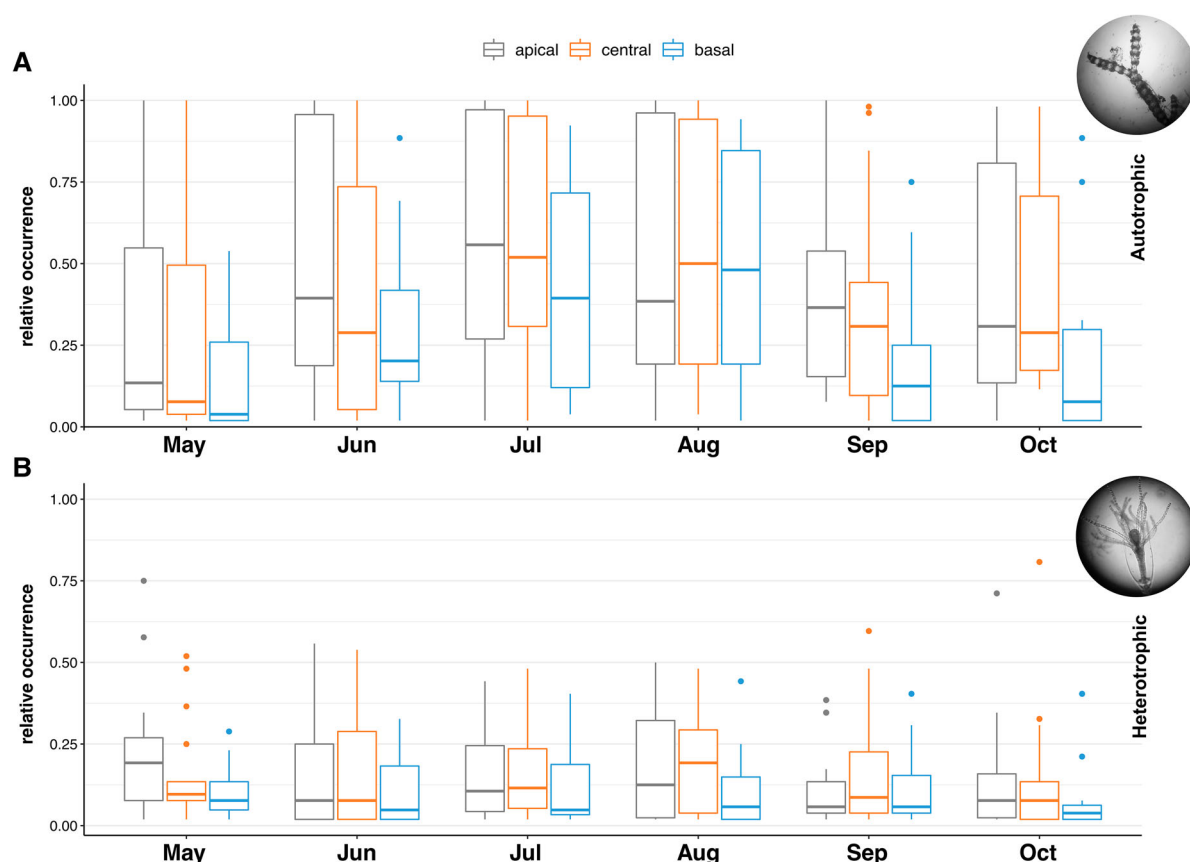 apical central basal
A
1.00
0.75
0.50
0.25
0.00
relative occurrence
Autotrophic
May Jun Jul Aug Sep Oct
B
1.00
0.75
0.50
0.25
0.00
relative occurrence
Heterotrophic
May Jun Jul Aug Sep Oct